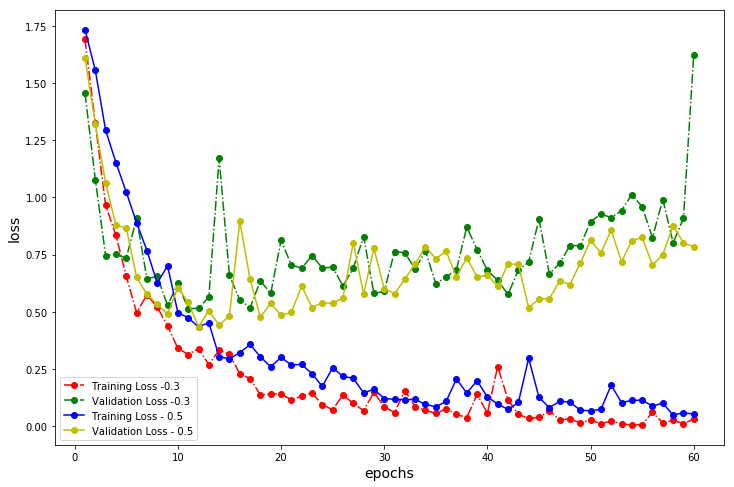 1.75
1.50
1.25
1.00
0.75
0.50
0.25
0.00
loss
Training Loss -0.3
Validation Loss -0.3
Training Loss - 0.5
Validation Loss - 0.5
0 10 20 30 40 50 60
epochs